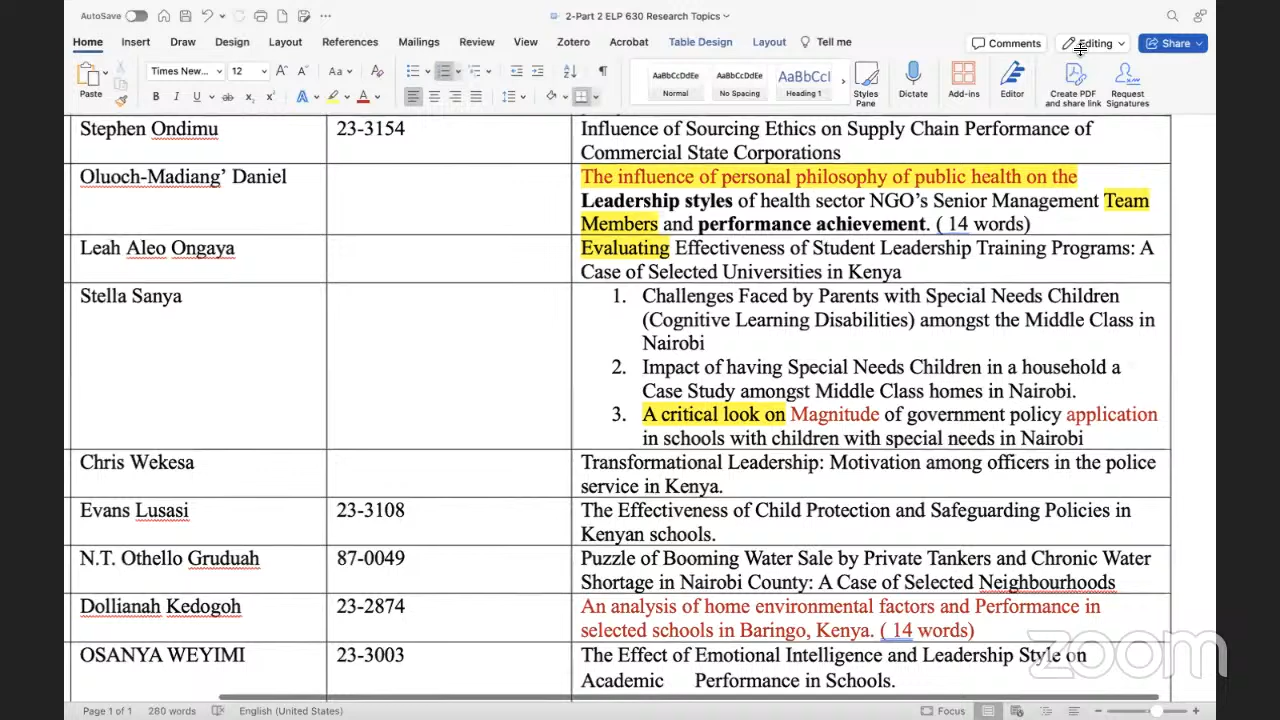 AutoSave
2-Part 2 ELP 630 Research Topics
Home Insert Draw Design Layout References Mailings Review View Zotero Acrobat Table Design Layout Tell me
Comments Editing Share
Paste
Times New... 12
B I U ab x₂ x²
AaBbCcDdEe AaBbCcDdEe AaBbCcI
Normal No Spacing Heading 1
Styles Pane
Dictate
Add-ins
Editor
Create PDF and share link
Request Signatures
Stephen Ondimu 23-3154 Influence of Sourcing Ethics on Supply Chain Performance of
Commercial State Corporations
Oluoch-Madiang’ Daniel The influence of personal philosophy of public health on the
Leadership styles of health sector NGO’s Senior Management Team
Members and performance achievement. ( 14 words)
Leah Aleo Ongaya Evaluating Effectiveness of Student Leadership Training Programs: A
Case of Selected Universities in Kenya
Stella Sanya 1. Challenges Faced by Parents with Special Needs Children
(Cognitive Learning Disabilities) amongst the Middle Class in
Nairobi
2. Impact of having Special Needs Children in a household a
Case Study amongst Middle Class homes in Nairobi.
3. A critical look on Magnitude of government policy application
in schools with children with special needs in Nairobi
Chris Wekesa Transformational Leadership: Motivation among officers in the police
service in Kenya.
Evans Lusasi 23-3108 The Effectiveness of Child Protection and Safeguarding Policies in
Kenyan schools.
N.T. Othello Gruduah 87-0049 Puzzle of Booming Water Sale by Private Tankers and Chronic Water
Shortage in Nairobi County: A Case of Selected Neighbourhoods
Dollianah Kedogoh 23-2874 An analysis of home environmental factors and Performance in
selected schools in Baringo, Kenya. ( 14 words)
OSANYA WEYIMI 23-3003 The Effect of Emotional Intelligence and Leadership Style on
Academic Performance in Schools.
zoom
Page 1 of 1 280 words English (United States) Focus